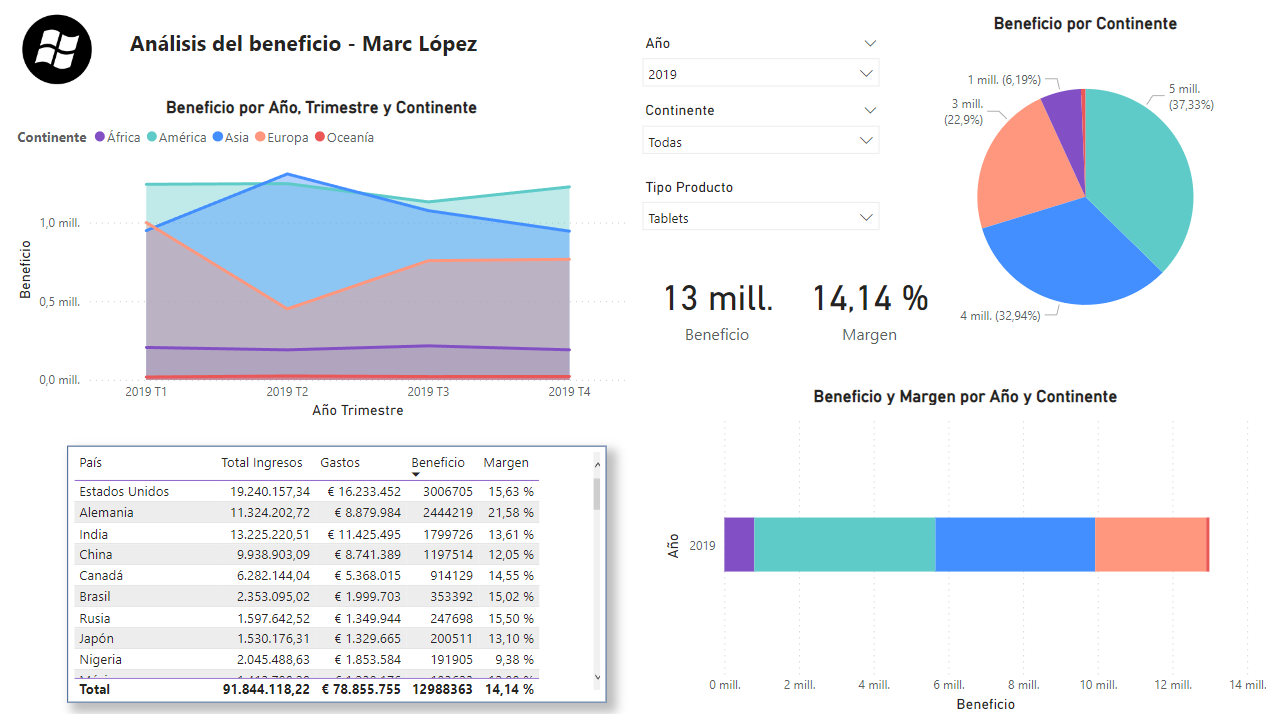 Análisis del beneficio - Marc López
Beneficio por Año, Trimestre y Continente
Continente África América Asia Europa Oceanía
Beneficio
1,0 mill.
0,5 mill.
0,0 mill.
2019 T1 2019 T2 2019 T3 2019 T4
Año Trimestre
Año
2019
Continente
Todas
Tipo Producto
Tablets
13 mill.
Beneficio
14,14 %
Margen
Beneficio por Continente
1 mill. (6,19%)
5 mill.
(37,33%)
3 mill.
(22,9%)
4 mill. (32,94%)
País Total Ingresos Gastos Beneficio Margen
Estados Unidos 19.240.157,34 € 16.233.452 3006705 15,63 %
Alemania 11.324.202,72 € 8.879.984 2444219 21,58 %
India 13.225.220,51 € 11.425.495 1799726 13,61 %
China 9.938.903,09 € 8.741.389 1197514 12,05 %
Canadá 6.282.144,04 € 5.368.015 914129 14,55 %
Brasil 2.353.095,02 € 1.999.703 353392 15,02 %
Rusia 1.597.642,52 € 1.349.944 247698 15,50 %
Japón 1.530.176,31 € 1.329.665 200511 13,10 %
Nigeria 2.045.488,63 € 1.853.584 191905 9,38 %
Total 91.844.118,22 € 78.855.755 12988363 14,14 %
Beneficio y Margen por Año y Continente
Año
2019
0 mill. 2 mill. 4 mill. 6 mill. 8 mill. 10 mill. 12 mill. 14 mill.
Beneficio